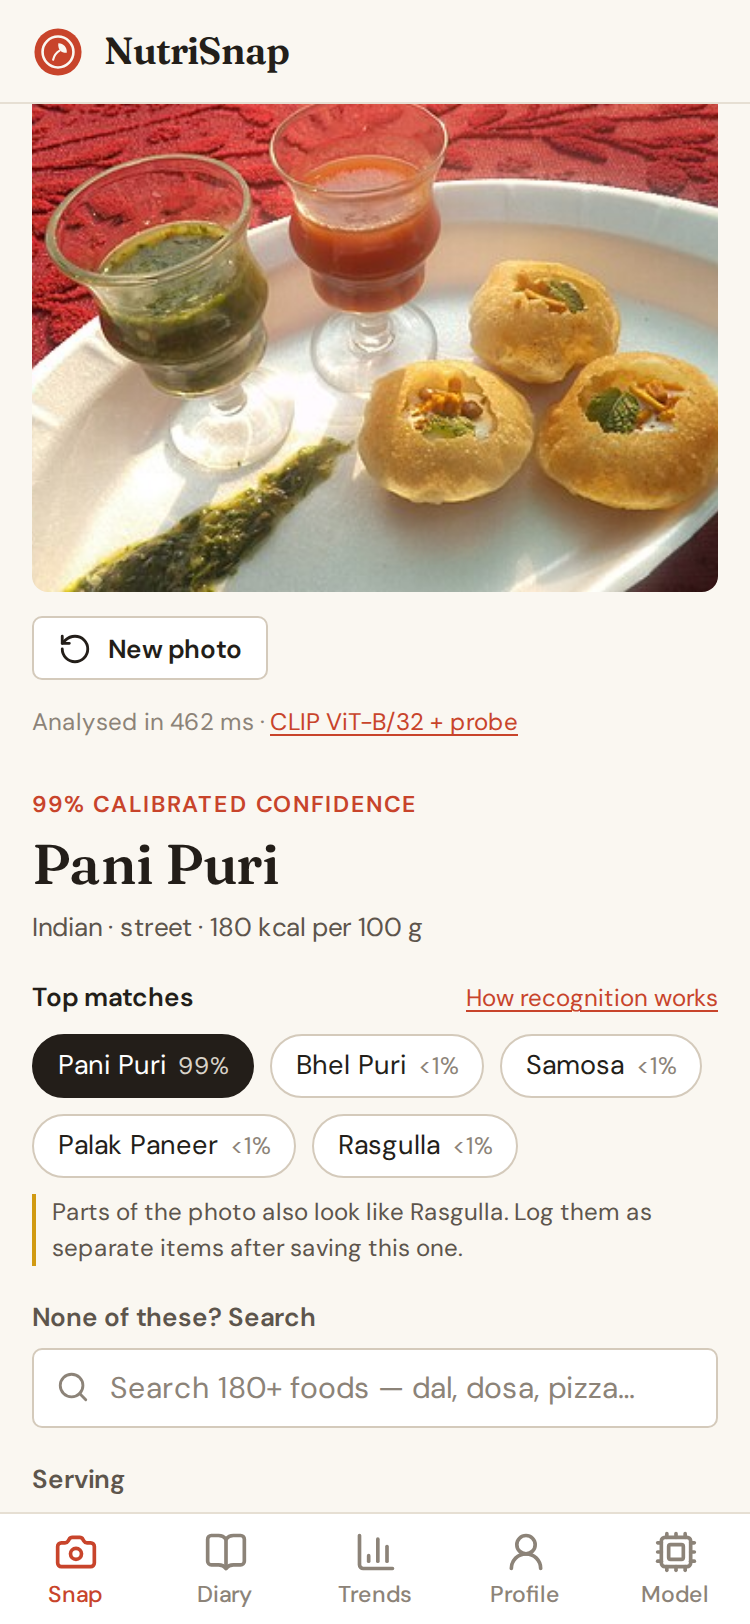 NutriSnap
New photo
Analysed in 462 ms · CLIP ViT-B/32 + probe
99% CALIBRATED CONFIDENCE
Pani Puri
Indian · street · 180 kcal per 100 g
Top matches How recognition works
Pani Puri 99% Bhel Puri <1% Samosa <1%
Palak Paneer <1% Rasgulla <1%
Parts of the photo also look like Rasgulla. Log them as
separate items after saving this one.
None of these? Search
Search 180+ foods — dal, dosa, pizza...
Serving
Snap Diary Trends Profile Model